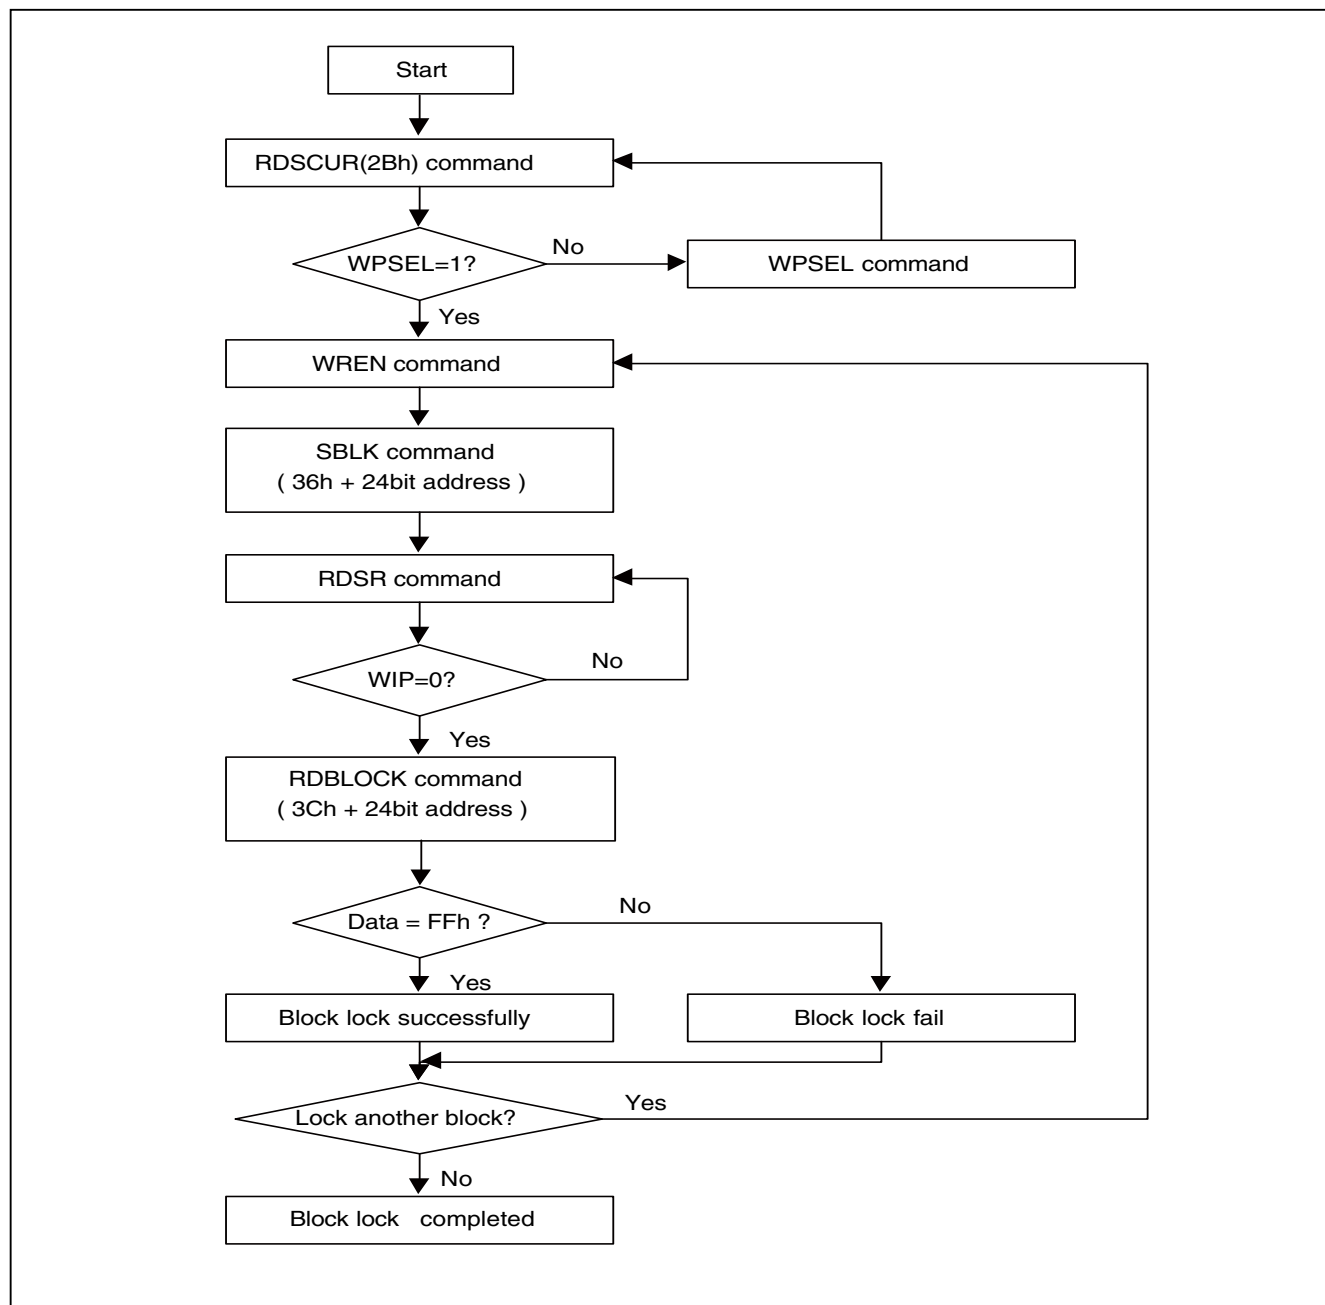 Start
RDSCUR(2Bh) command
WPSEL=1?
No
WPSEL command
Yes
WREN command
SBLK command
( 36h + 24bit address )
RDSR command
WIP=0?
No
Yes
RDBLOCK command
( 3Ch + 24bit address )
Data = FFh ?
No
Yes
Block lock successfully
Block lock fail
Lock another block?
Yes
No
Block lock completed